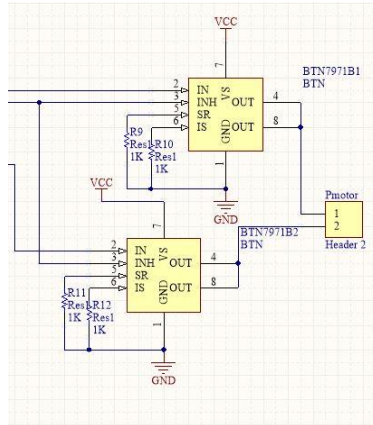 VCC
7
BTN7971B1
BTN
2 IN VS OUT 4
3 INH
5 SR
6 IS OUT 8
GND
1
R9
Res1
1K
R10
Res1
1K
GND
Pmotor
1
2
Header 2
VCC
7
BTN7971B2
BTN
2 IN VS
3 INH OUT 4
5 SR
6 IS OUT 8
GND
1
R11
Res1
1K
R12
Res1
1K
GND